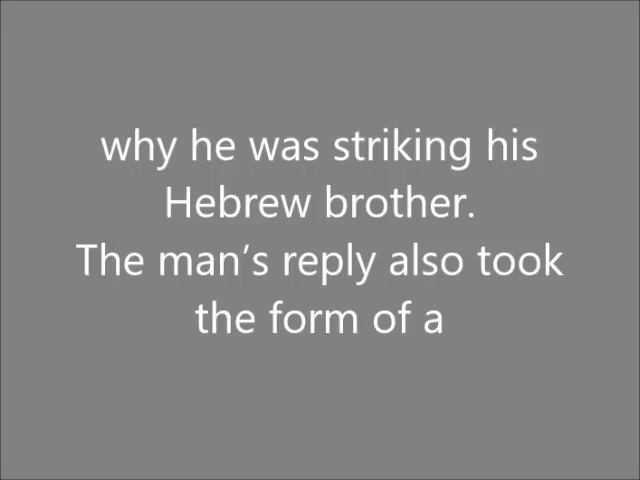 why he was striking his
Hebrew brother.
The man’s reply also took
the form of a